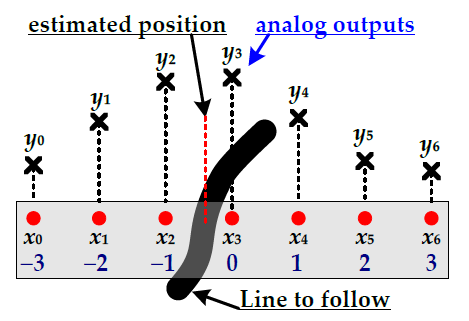 estimated position analog outputs
y0 y1 y2 y3 y4 y5 y6
x0 x1 x2 x3 x4 x5 x6
–3 –2 –1 0 1 2 3
Line to follow